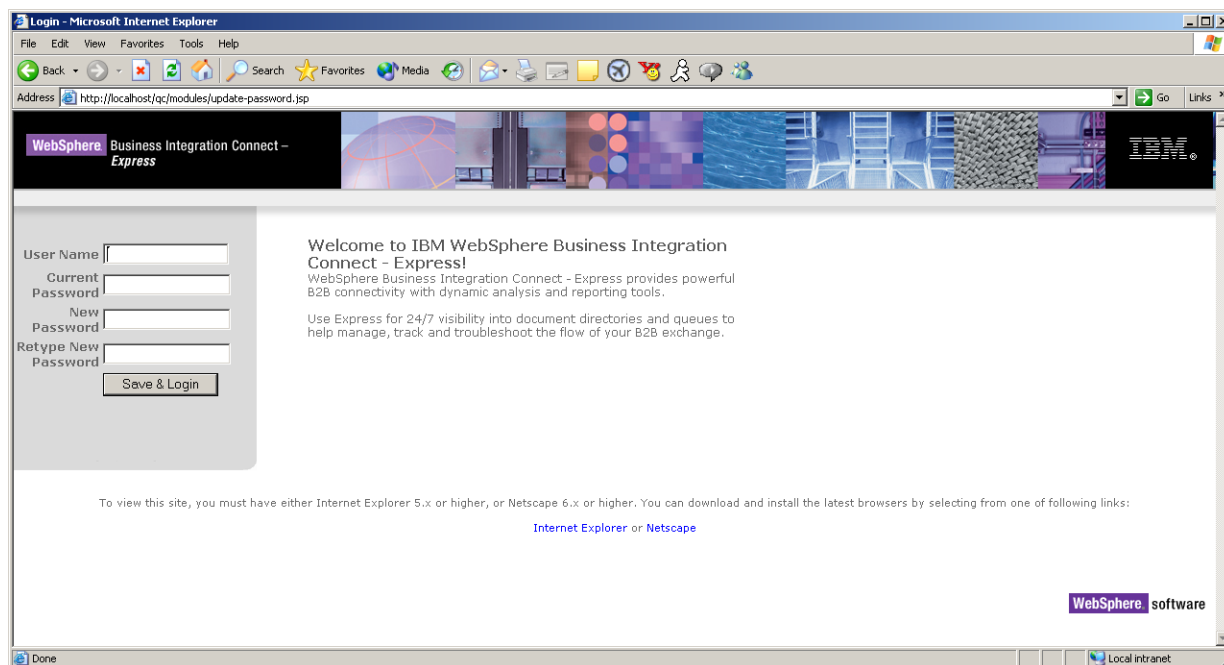 Login - Microsoft Internet Explorer
File Edit View Favorites Tools Help
Back Search Favorites Media
Address http://localhost/qc/modules/update-password.jsp Go Links »
WebSphere. Business Integration Connect –
Express
IBM®
User Name
Current
Password
New
Password
Retype New
Password
Save & Login
Welcome to IBM WebSphere Business Integration
Connect - Express!
WebSphere Business Integration Connect - Express provides powerful
B2B connectivity with dynamic analysis and reporting tools.
Use Express for 24/7 visibility into document directories and queues to
help manage, track and troubleshoot the flow of your B2B exchange.
To view this site, you must have either Internet Explorer 5.x or higher, or Netscape 6.x or higher. You can download and install the latest browsers by selecting from one of following links:
Internet Explorer or Netscape
WebSphere. software
Done Local intranet